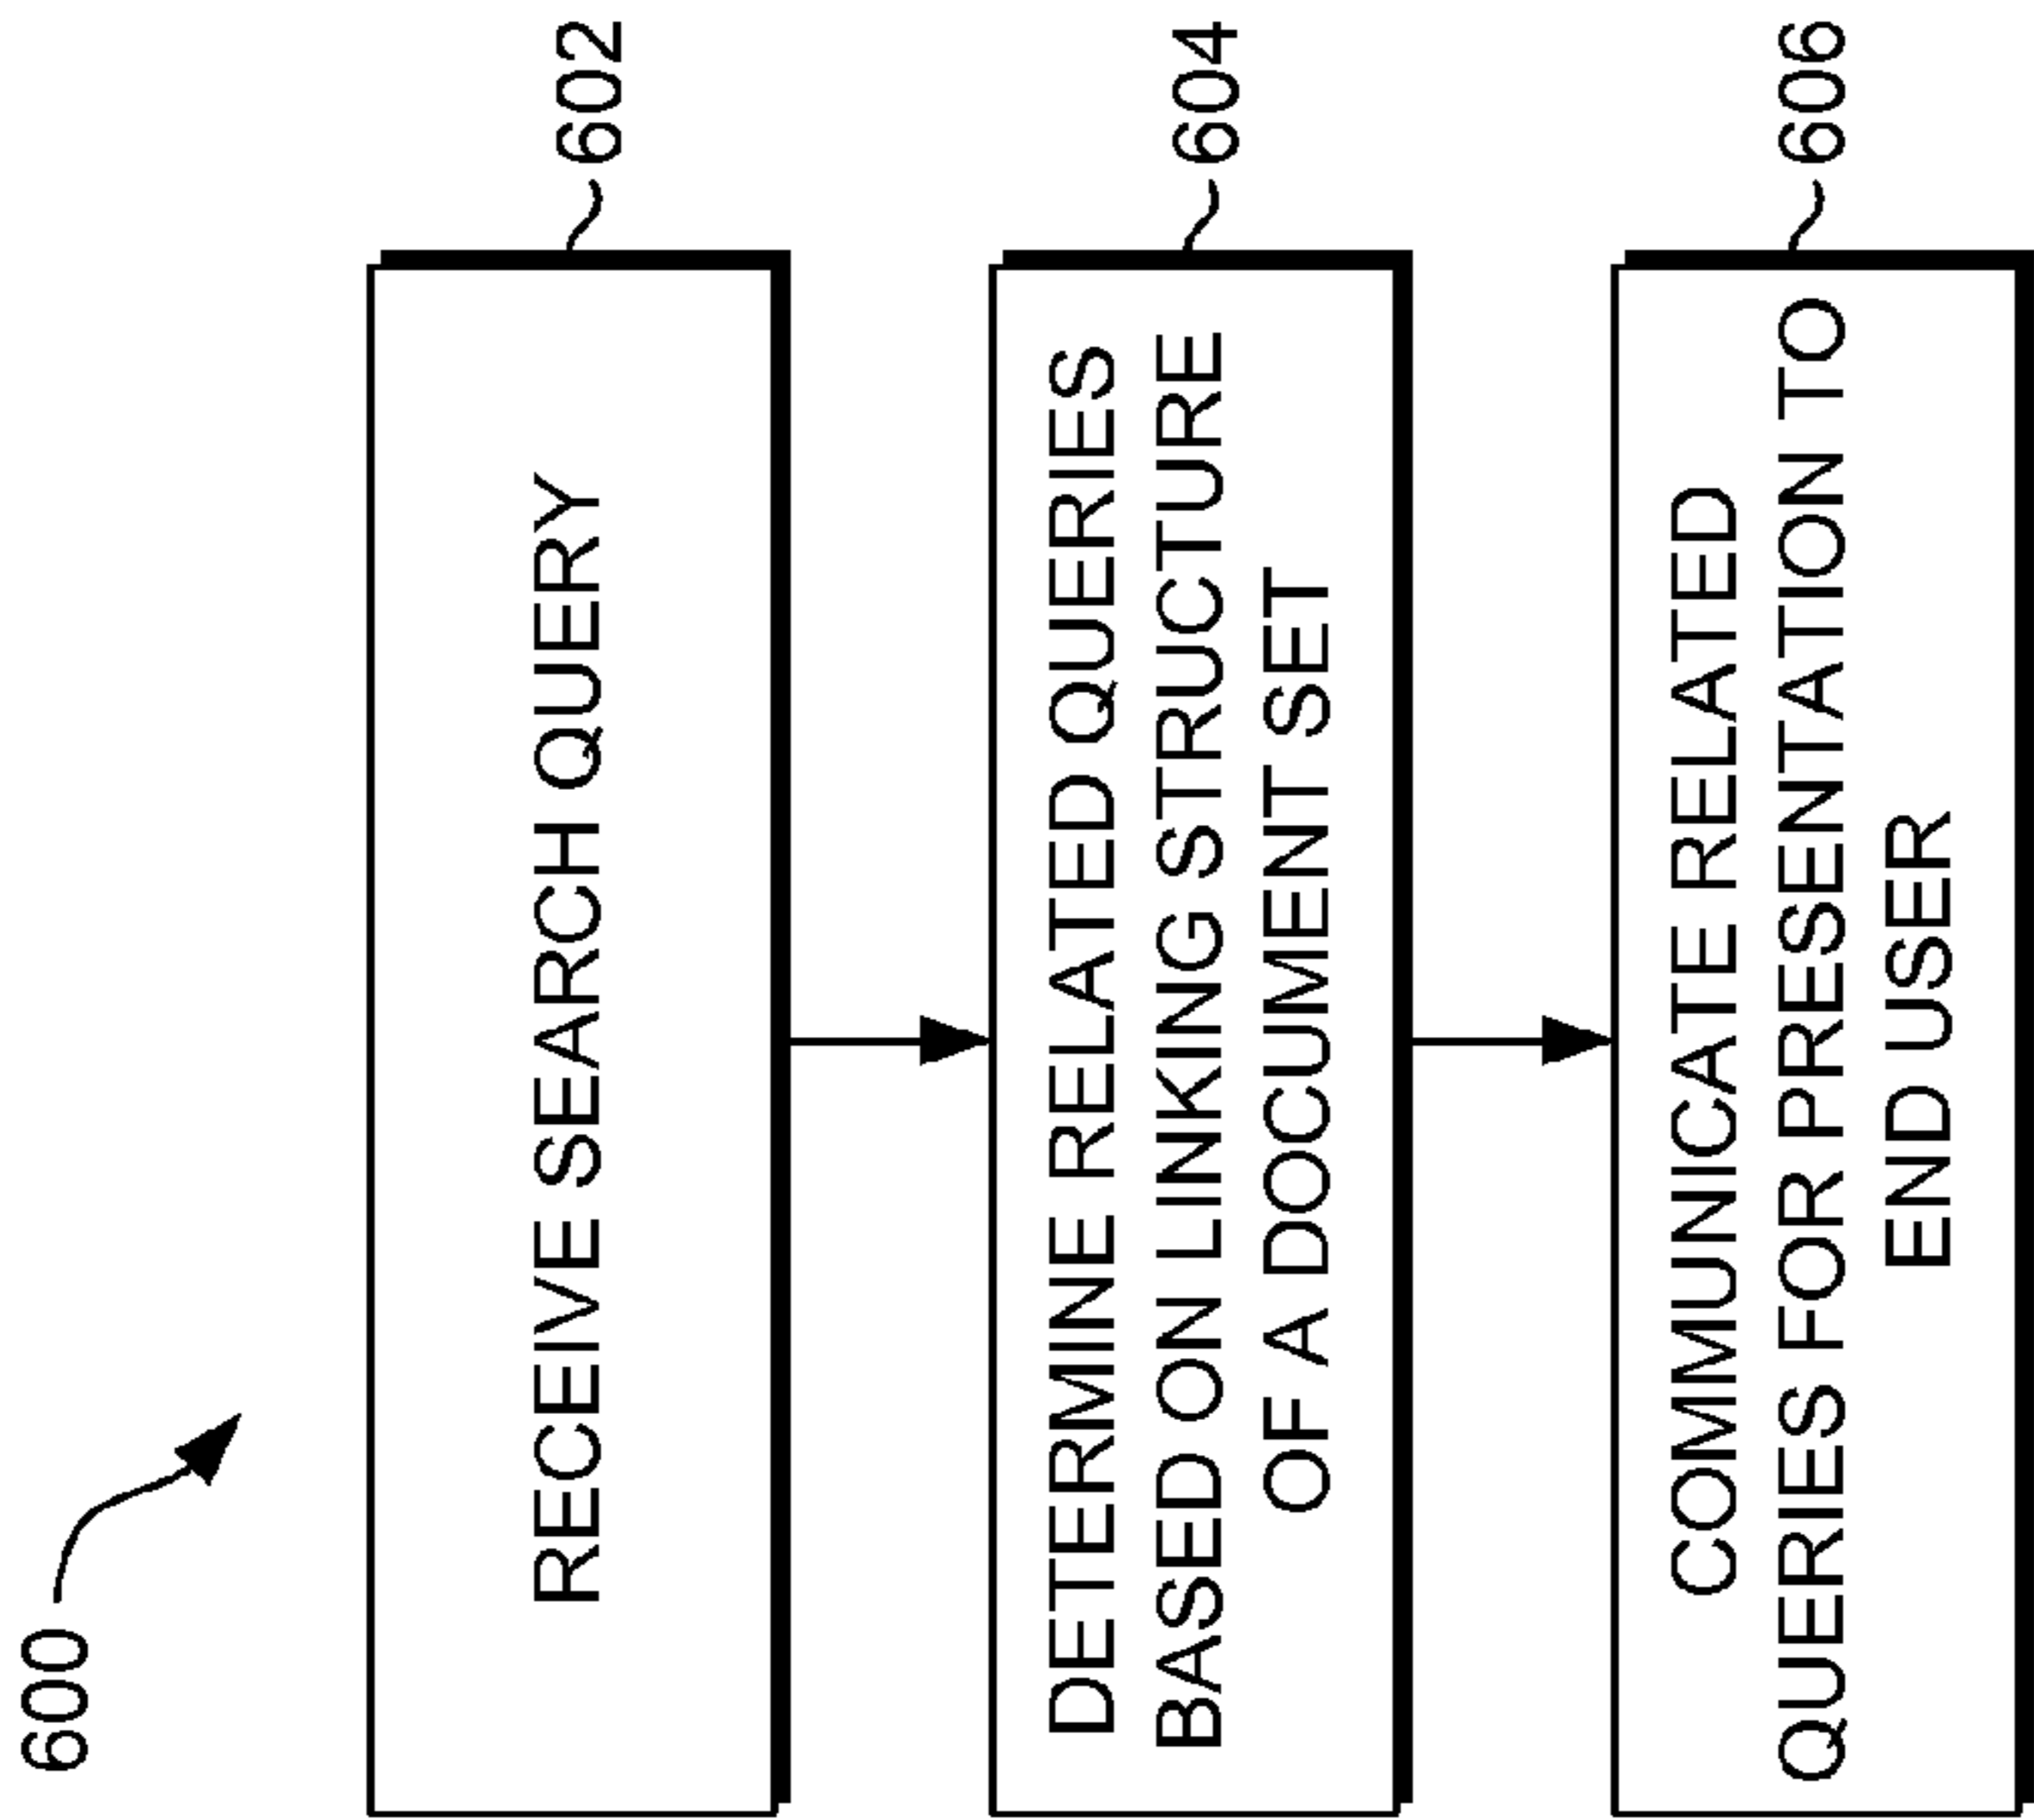 600
RECEIVE SEARCH QUERY
602
DETERMINE RELATED QUERIES
BASED ON LINKING STRUCTURE
OF A DOCUMENT SET
604
COMMUNICATE RELATED
QUERIES FOR PRESENTATION TO
END USER
606